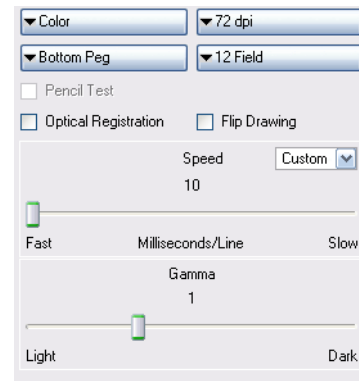 Color 72 dpi
Bottom Peg 12 Field
Pencil Test
Optical Registration Flip Drawing
Speed Custom
10
Fast Milliseconds/Line Slow
Gamma
1
Light Dark